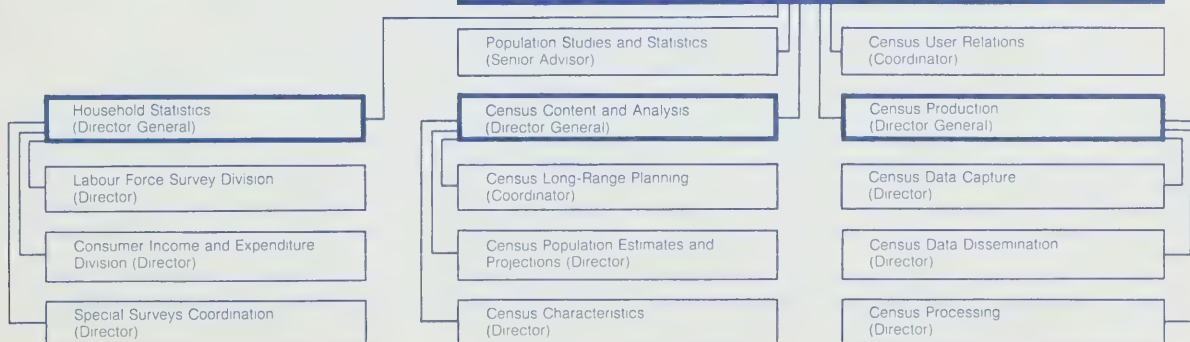 Population Studies and Statistics
(Senior Advisor)
Census User Relations
(Coordinator)
Household Statistics
(Director General)
Census Content and Analysis
(Director General)
Census Production
(Director General)
Labour Force Survey Division
(Director)
Census Long-Range Planning
(Coordinator)
Census Data Capture
(Director)
Consumer Income and Expenditure
Division (Director)
Census Population Estimates and
Projections (Director)
Census Data Dissemination
(Director)
Special Surveys Coordination
(Director)
Census Characteristics
(Director)
Census Processing
(Director)